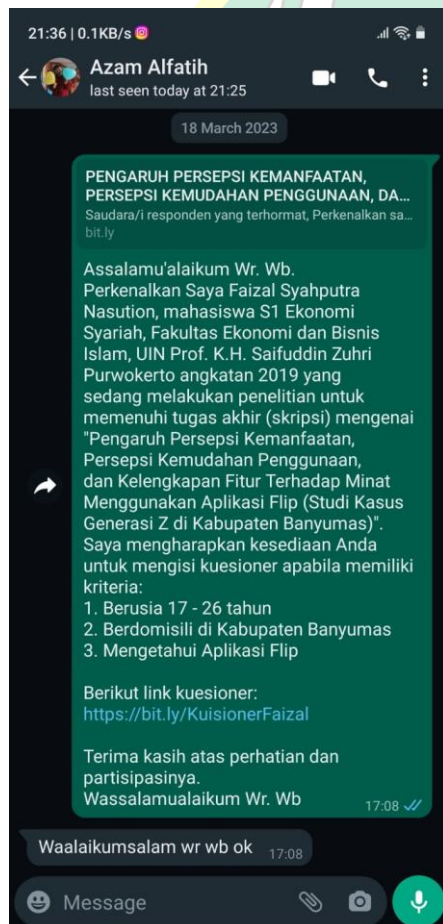 21:36 | 0.1KB/s
Azam Alfatih
last seen today at 21:25
18 March 2023
PENGARUH PERSEPSI KEMANFAATAN,
PERSEPSI KEMUDAHAN PENGGUNAAN, DA...
Saudara/i responden yang terhormat, Perkenalkan sa...
bit.ly
Assalamu'alaikum Wr. Wb.
Perkenalkan Saya Faizal Syahputra
Nasution, mahasiswa S1 Ekonomi
Syariah, Fakultas Ekonomi dan Bisnis
Islam, UIN Prof. K.H. Saifuddin Zuhri
Purwokerto angkatan 2019 yang
sedang melakukan penelitian untuk
memenuhi tugas akhir (skripsi) mengenai
"Pengaruh Persepsi Kemanfaatan,
Persepsi Kemudahan Penggunaan,
dan Kelengkapan Fitur Terhadap Minat
Menggunakan Aplikasi Flip (Studi Kasus
Generasi Z di Kabupaten Banyumas)".
Saya mengharapkan kesediaan Anda
untuk mengisi kuesioner apabila memiliki
kriteria:
1. Berusia 17 - 26 tahun
2. Berdomisili di Kabupaten Banyumas
3. Mengetahui Aplikasi Flip
Berikut link kuesioner:
https://bit.ly/KuisionerFaizal
Terima kasih atas perhatian dan
partisipasinya.
Wassalamualaikum Wr. Wb
17:08
Waalaikumsalam wr wb ok 17:08
Message